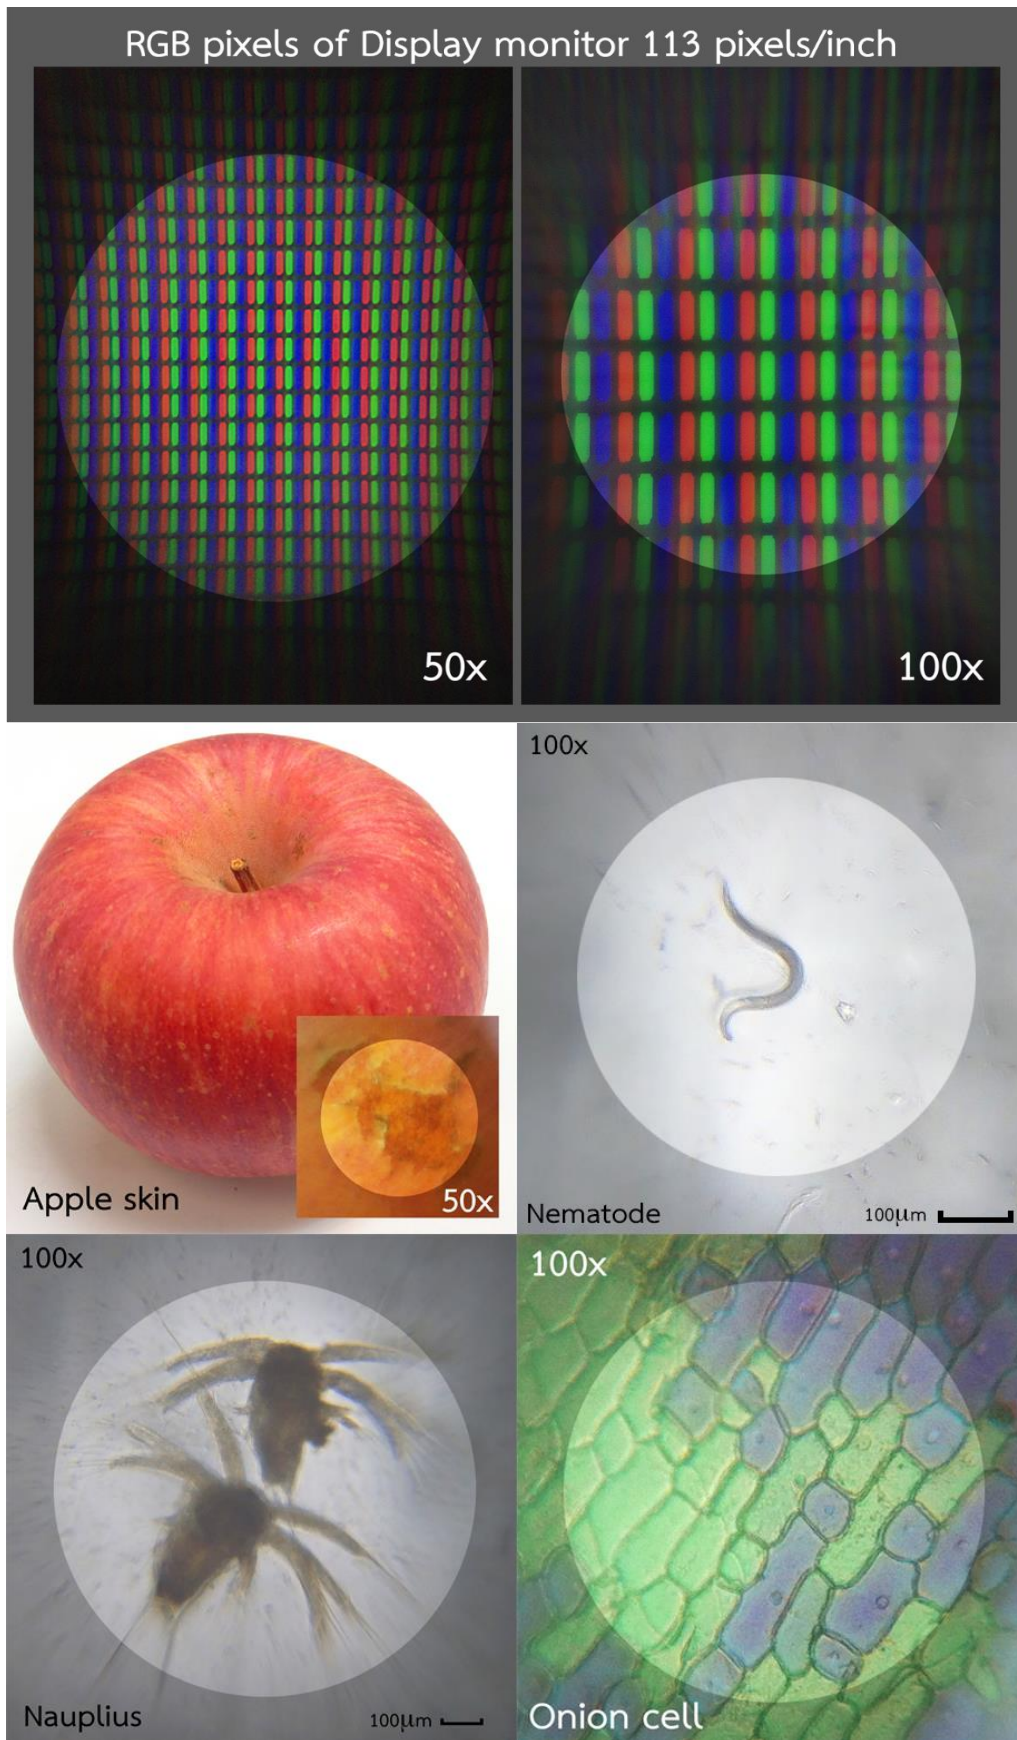 RGB pixels of Display monitor 113 pixels/inch
50x
100x
Apple skin
50x
100x
Nematode
100μm
100x
Nauplius
100μm
100x
Onion cell